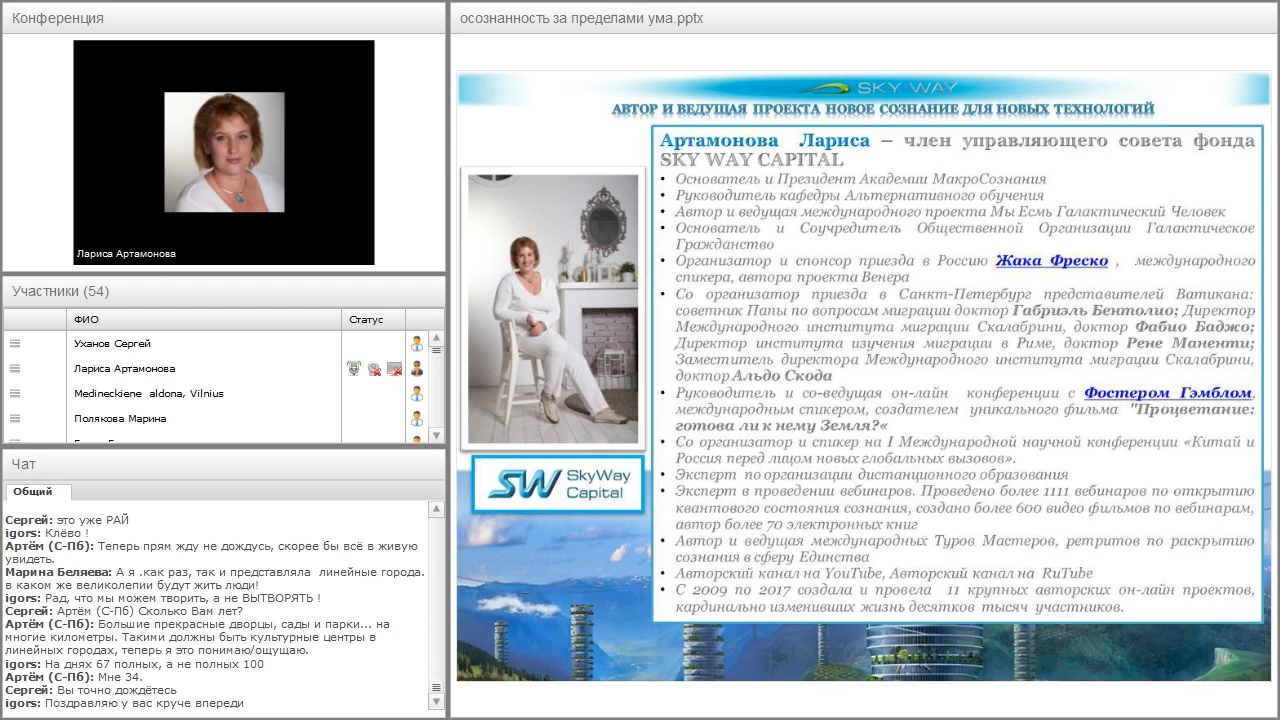 Конференция
Лариса Артамонова
Участники (54)
ФИО
Статус
Уханов Сергей
Лариса Артамонова
Medineckiene aldona, Vilnius
Полякова Марина
Чат
Общий
Сергей: это уже РАЙ
igors: Клёво !
Артём (С-Пб): Теперь прям жду не дождусь, скорее бы всё в живую
увидеть.
Марина Беляева: А я .как раз, так и представляла линейные города.
в каком же великолепии будут жить люди!
igors: Рад, что мы можем творить, а не ВЫТВОРЯТЬ !
Сергей: Артём (С-Пб) Сколько Вам лет?
Артём (С-Пб): Большие прекрасные дворцы, сады и парки... на
многие километры. Такими должны быть культурные центры в
линейных городах, теперь я это понимаю/ощущаю.
igors: На днях 67 полных, а не полных 100
Артём (С-Пб): Мне 34.
Сергей: Вы точно дождётесь
igors: Поздравляю у вас круче впереди
осознанность за пределами ума.pptx
SKY WAY
АВТОР И ВЕДУЩАЯ ПРОЕКТА НОВОЕ СОЗНАНИЕ ДЛЯ НОВЫХ ТЕХНОЛОГИЙ
SkyWay
Capital
Артамонова Лариса – член управляющего совета фонда
SKY WAY CAPITAL
• Основатель и Президент Академии МакроСознания
• Руководитель кафедры Альтернативного обучения
• Автор и ведущая международного проекта Мы Есмь Галактический Человек
• Основатель и Соучредитель Общественной Организации Галактическое
Гражданство
• Организатор и спонсор приезда в Россию Жака Фреско , международного
спикера, автора проекта Венера
• Со организатор приезда в Санкт-Петербург представителей Ватикана:
советник Папы по вопросам миграции доктор Габриэль Бентолио; Директор
Международного института миграции Скалабрини, доктор Фабио Баджо;
Директор института изучения миграции в Риме, доктор Рене Маненти;
Заместитель директора Международного института миграции Скалабрини,
доктор Альдо Скода
• Руководитель и со-ведущая он-лайн конференции с Фостером Гэмблом,
международным спикером, создателем уникального фильма "Процветание:
готова ли к нему Земля?«
• Со организатор и спикер на I Международной научной конференции «Китай и
Россия перед лицом новых глобальных вызовов».
• Эксперт по организации дистанционного образования
• Эксперт в проведении вебинаров. Проведено более 1111 вебинаров по открытию
квантового состояния сознания, создано более 600 видео фильмов по вебинарам,
автор более 70 электронных книг
• Автор и ведущая международных Туров Мастеров, ретритов по раскрытию
сознания в сферу Единства
• Авторский канал на YouTube, Авторский канал на RuTube
• С 2009 по 2017 создала и провела 11 крупных авторских он-лайн проектов,
кардинально изменивших жизнь десятков тысяч участников.